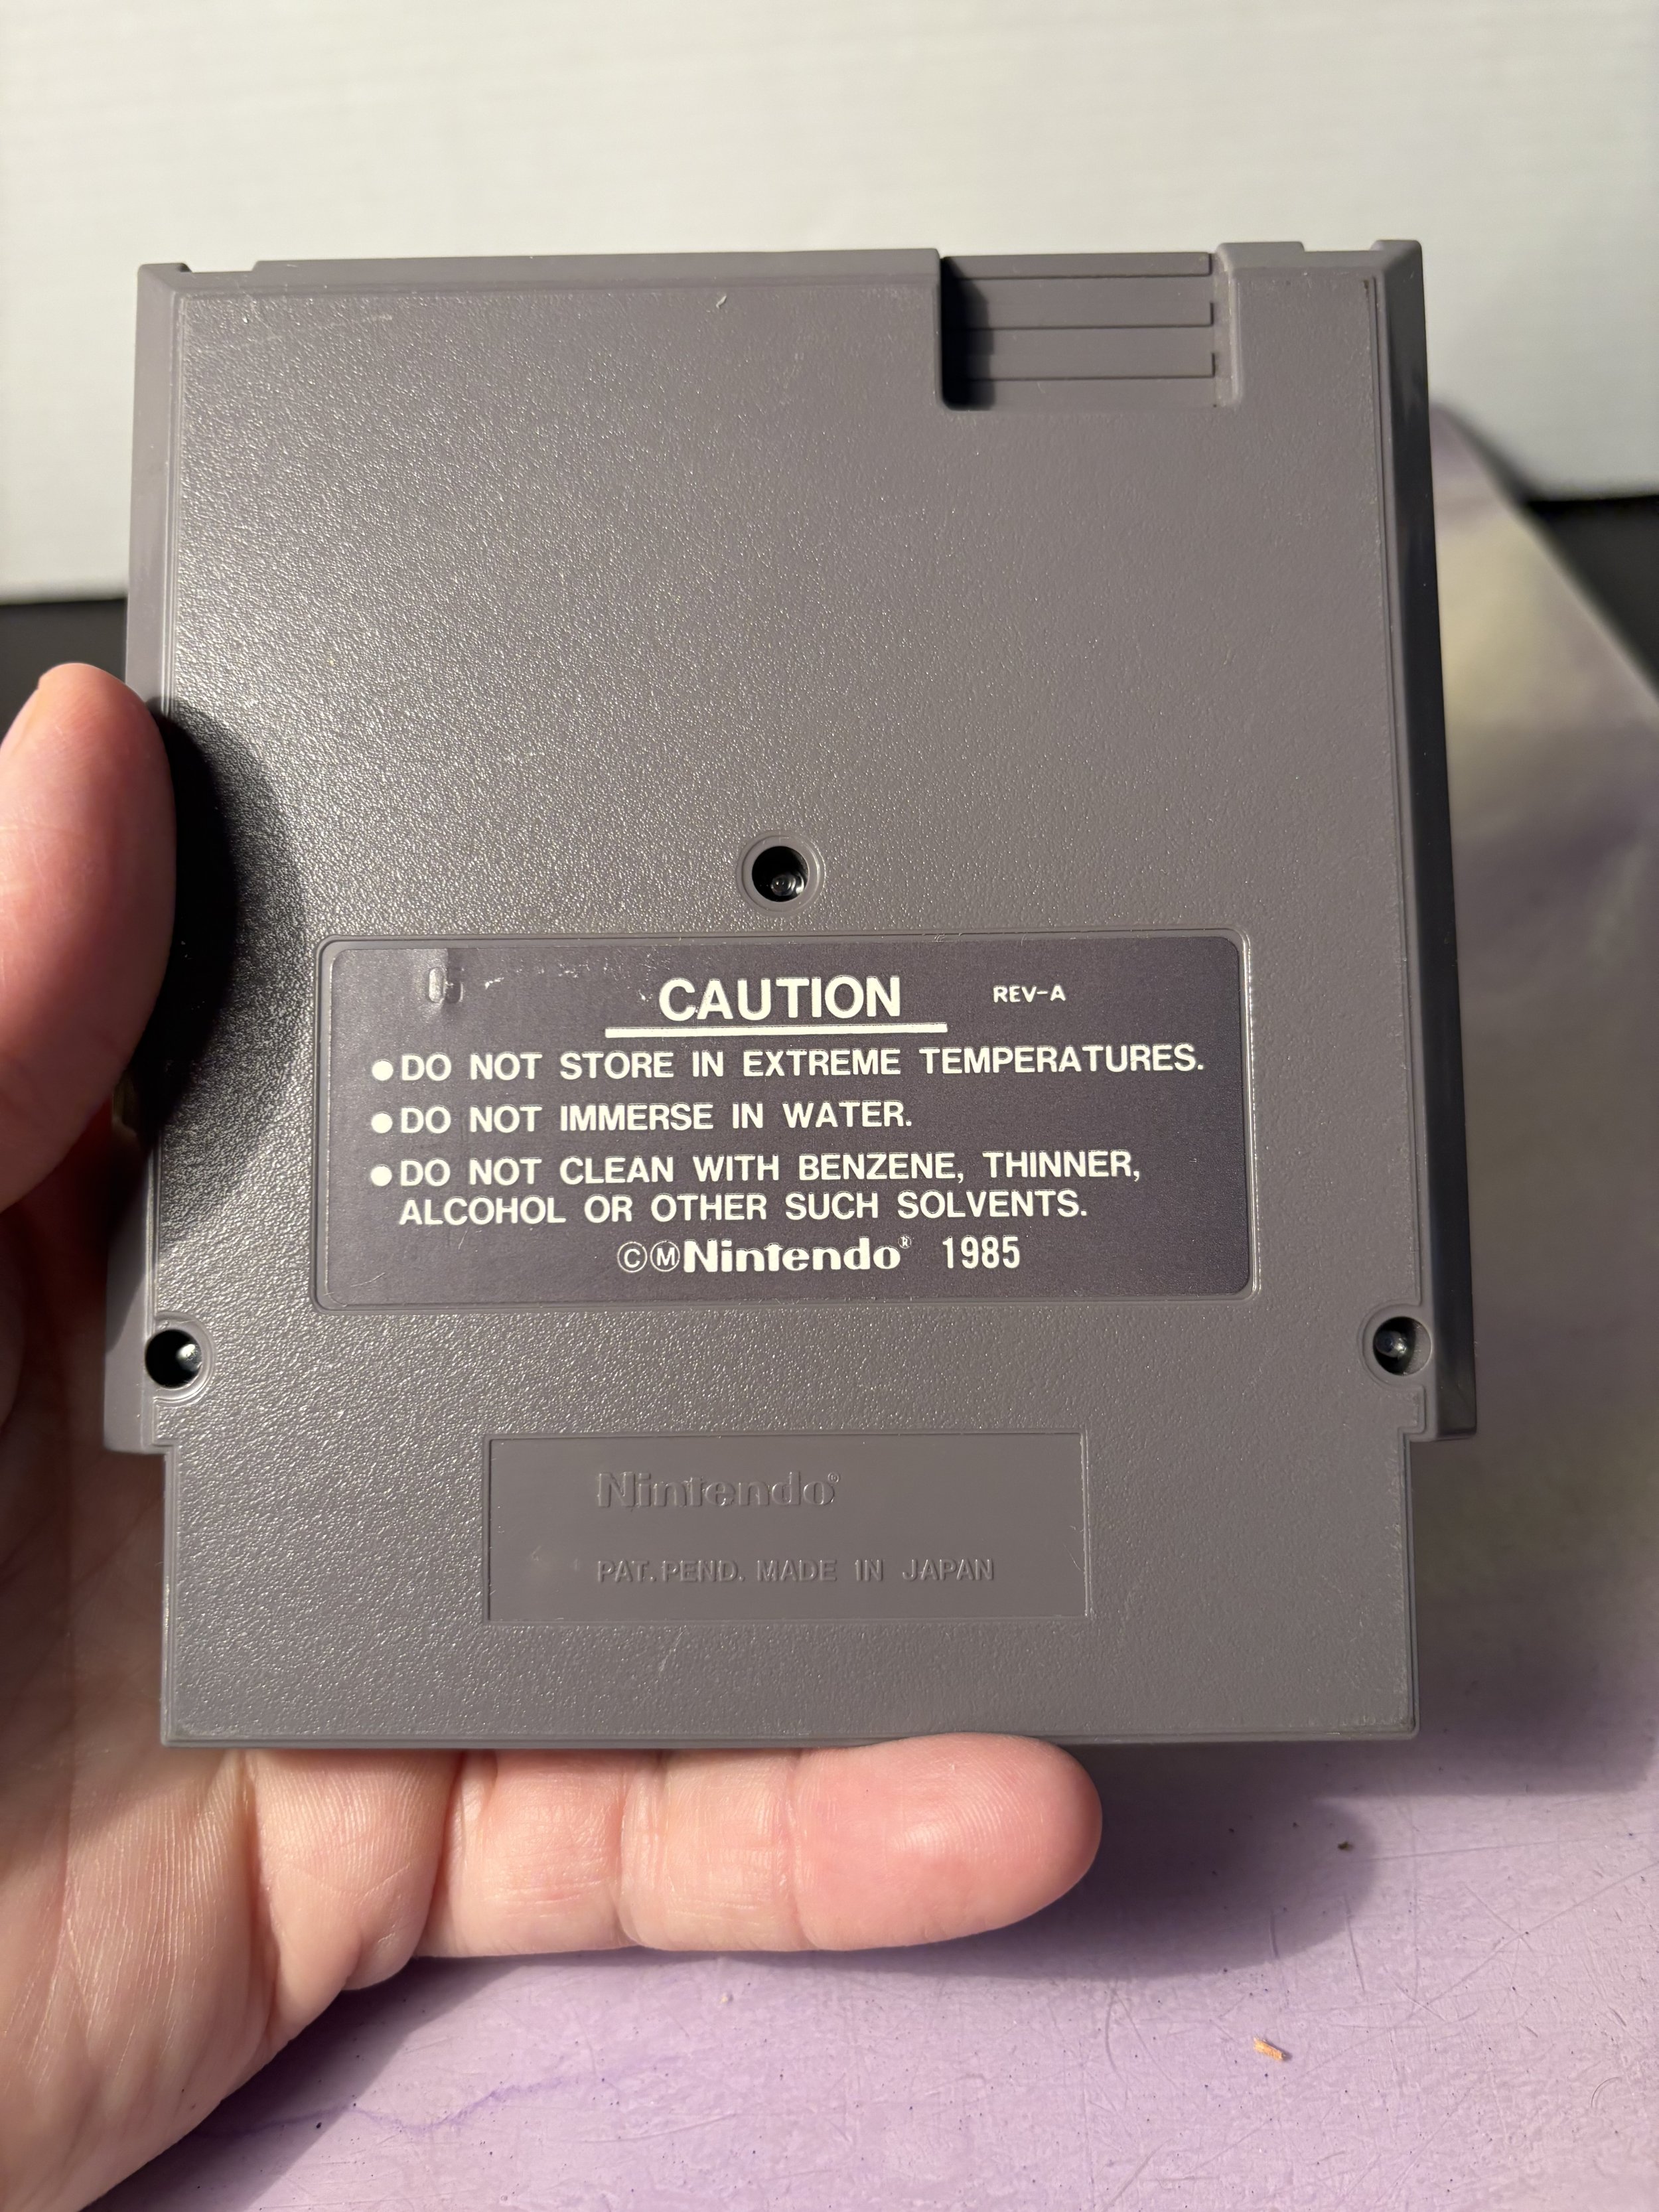 CAUTION REV-A
●DO NOT STORE IN EXTREME TEMPERATURES.
●DO NOT IMMERSE IN WATER.
●DO NOT CLEAN WITH BENZENE, THINNER,
ALCOHOL OR OTHER SUCH SOLVENTS.
©ⓂNintendo® 1985
Nintendo®
PAT.PEND. MADE IN JAPAN